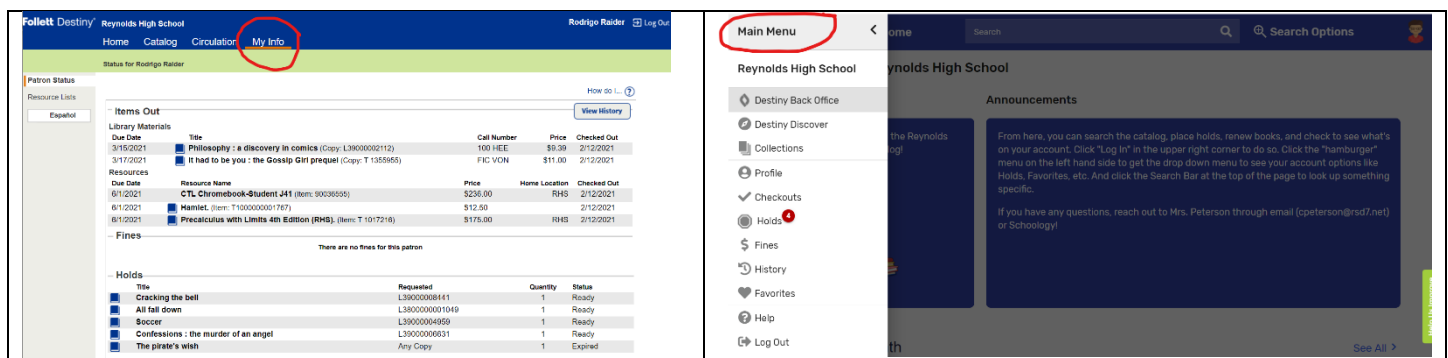 Follett Destiny® Reynolds High School
Rodrigo Raider Log Out
Home Catalog Circulation My Info
Status for Rodrigo Raider
Patron Status
Resource Lists
Español
How do I... ?
Items Out
View History
Library Materials
Due Date Title Call Number Price Checked Out
3/15/2021 Philosophy : a discovery in comics (Copy: L39000002112) 100 HEE $9.39 2/12/2021
3/17/2021 It had to be you : the Gossip Girl prequel (Copy: T 1355955) FIC VON $11.00 2/12/2021
Resources
Due Date Resource Name Price Home Location Checked Out
6/1/2021 CTL Chromebook-Student J41 (Item: 90036555) $236.00 RHS 2/12/2021
6/1/2021 Hamlet. (Item: T1000000001767) $12.50 2/12/2021
6/1/2021 Precalculus with Limits 4th Edition (RHS). (Item: T 1017216) $175.00 RHS 2/12/2021
Fines
There are no fines for this patron
Holds
Title Requested Quantity Status
Cracking the bell L39000008441 1 Ready
All fall down L3800000001049 1 Ready
Soccer L39000004959 1 Ready
Confessions : the murder of an angel L39000006631 1 Ready
The pirate's wish Any Copy 1 Expired
Main Menu
Reynolds High School
Destiny Back Office
Destiny Discover
Collections
Profile
Checkouts
Holds 4
Fines
History
Favorites
Help
Log Out
ome Search Search Options
ynolds High School
the Reynolds
log!
Announcements
From here, you can search the catalog, place holds, renew books, and check to see what's
on your account. Click "Log In" in the upper right corner to do so. Click the "hamburger"
menu on the left hand side to get the drop down menu to see your account options like
Holds, Favorites, etc. And click the Search Bar at the top of the page to look up something
specific.
If you have any questions, reach out to Mrs. Peterson through email (cpeterson@rsd7.net)
or Schoology!
th See All >